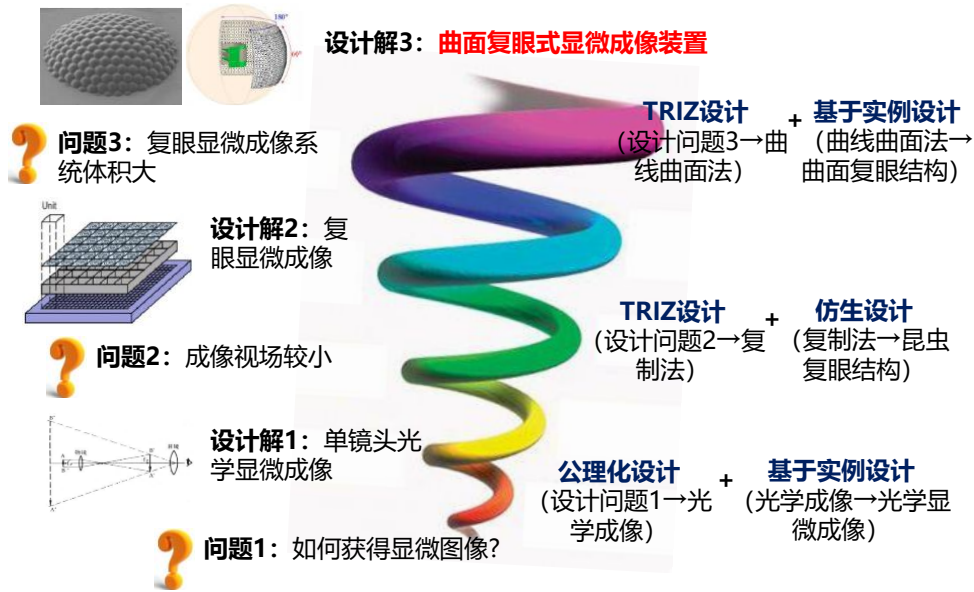 180°
90°
设计解3：曲面复眼式显微成像装置
问题3：复眼显微成像系
统体积大
TRIZ设计
（设计问题3→曲
线曲面法）
+
基于实例设计
（曲线曲面法→
曲面复眼结构）
Unit
设计解2：复
眼显微成像
问题2：成像视场较小
TRIZ设计
（设计问题2→复
制法）
+
仿生设计
（复制法→昆虫
复眼结构）
设计解1：单镜头光
学显微成像
公理化设计
（设计问题1→光
学成像）
+
基于实例设计
（光学成像→光学显
微成像）
问题1：如何获得显微图像?